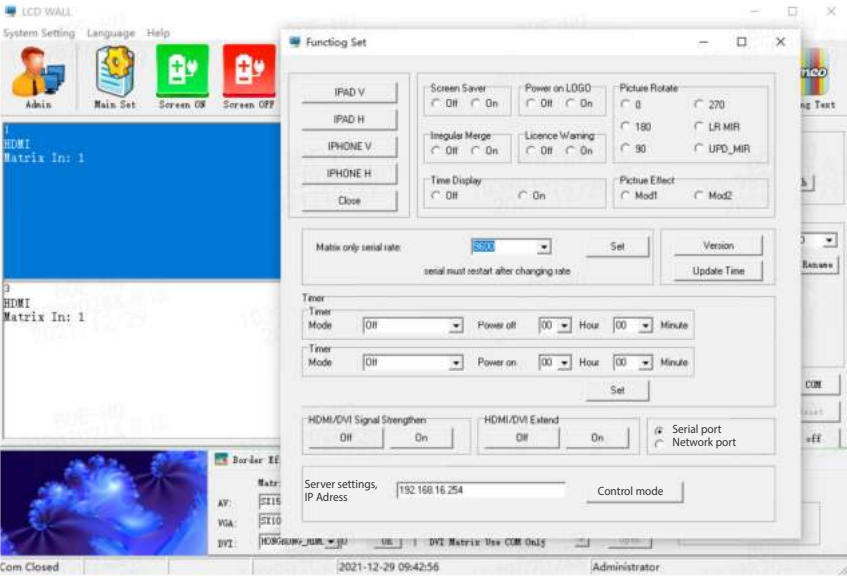 LCD WALL
System Setting Language Help
Admin
Main Set
Screen ON
Screen OFF
1
HDMI
Matrix In: 1
3
HDMI
Matrix In: 1
Functiog Set
IPAD V
IPAD H
IPHONE V
IPHONE H
Close
Screen Saver
Off On
Power on LOGO
Off On
Picture Rotate
0 270
180 LR MIR
90 UPD_MIR
Irregular Merge
Off On
Licence Warning
Off On
Time Display
Off On
Pictrue Effect
Mod1 Mod2
Matrix only serial rate: 9600 Set
serial must restart after changing rate
Version
Update Time
Timer
Timer
Mode Off Power off 00 Hour 00 Minute
Timer
Mode Off Power on 00 Hour 00 Minute
Set
HDMI/DVI Signal Strengthen
Off On
HDMI/DVI Extend
Off On
Serial port
Network port
Server settings,
IP Adress
192.168.16.254
Control mode
Rename
COM
off
Border
AV:
VGA:
DVI:
DVI Matrix Use COM Only
Com Closed
2021-12-29 09:42:56
Administrator